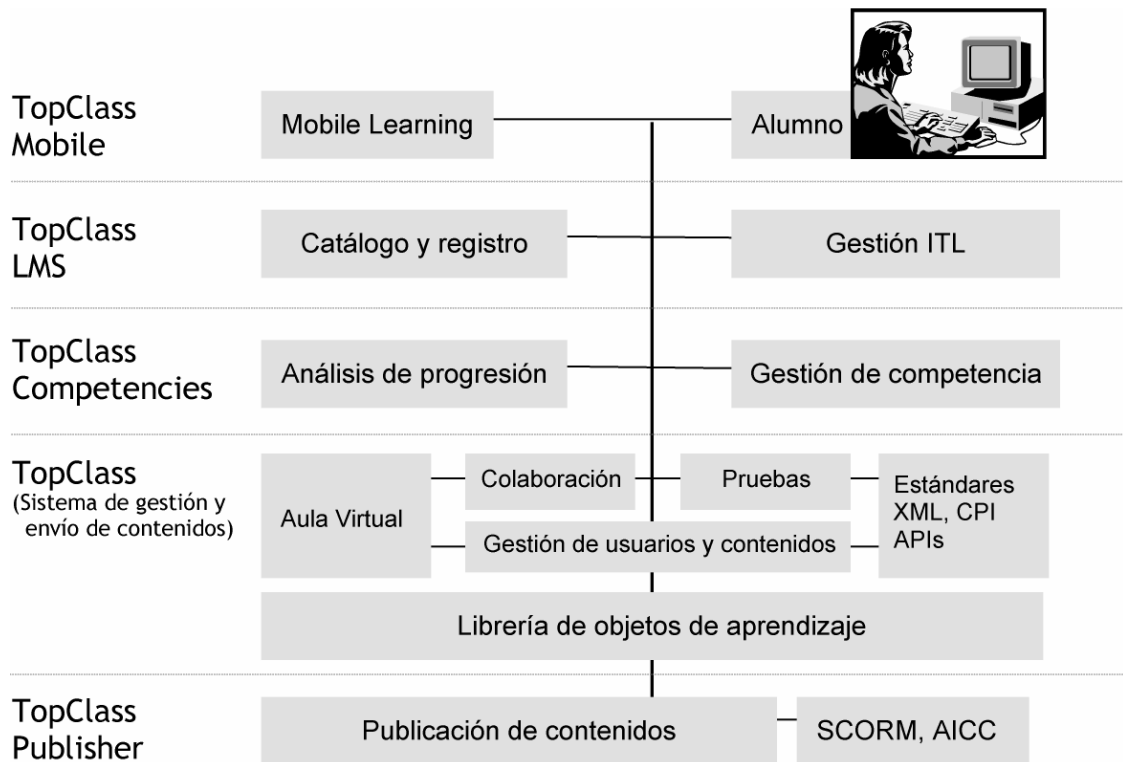 TopClass
Mobile
Mobile Learning
Alumno
TopClass
LMS
Catálogo y registro
Gestión ITL
TopClass
Competencies
Análisis de progresión
Gestión de competencia
TopClass
(Sistema de gestión y
envío de contenidos)
Aula Virtual
Colaboración
Pruebas
Gestión de usuarios y contenidos
Estándares
XML, CPI
APIs
Librería de objetos de aprendizaje
TopClass
Publisher
Publicación de contenidos
SCORM, AICC